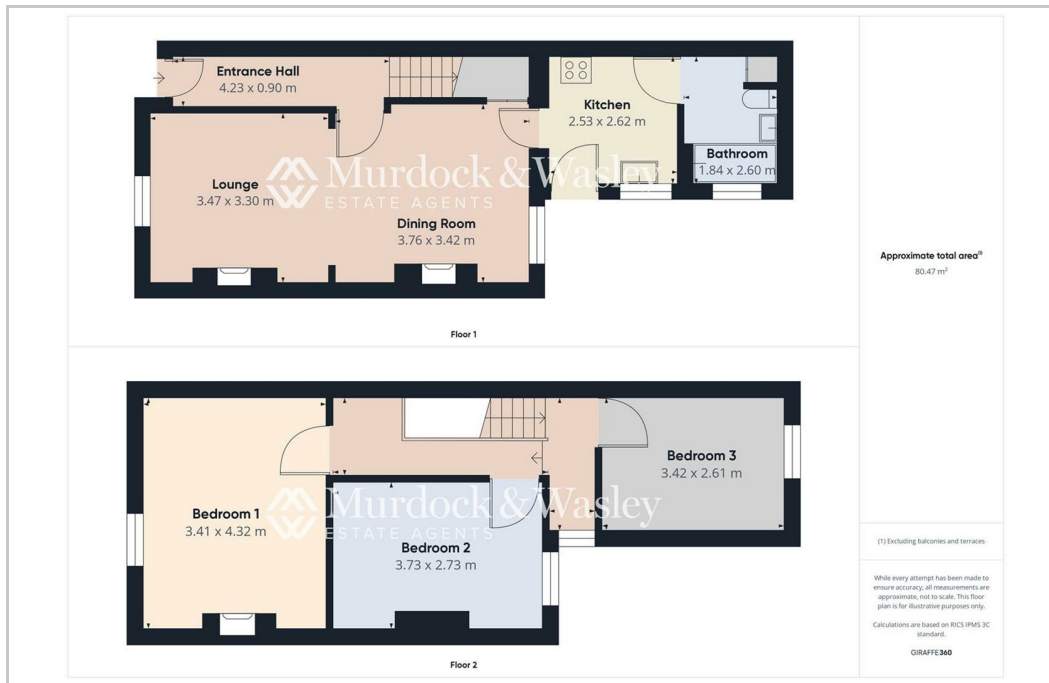 Entrance Hall
4.23 x 0.90 m
Kitchen
2.53 x 2.62 m
Bathroom
1.84 x 2.60 m
Murdock & Wasley
ESTATE AGENTS
Lounge
3.47 x 3.30 m
Dining Room
3.76 x 3.42 m
Floor 1
Approximate total area⁽¹⁾
80.47 m²
Bedroom 3
3.42 x 2.61 m
Murdock & Wasley
ESTATE AGENTS
Bedroom 1
3.41 x 4.32 m
Bedroom 2
3.73 x 2.73 m
Floor 2
(1) Excluding balconies and terraces
While every attempt has been made to
ensure accuracy, all measurements are
approximate, not to scale. This floor
plan is for illustrative purposes only.
Calculations are based on RICS IPMS 3C
standard.
GIRAFFE360